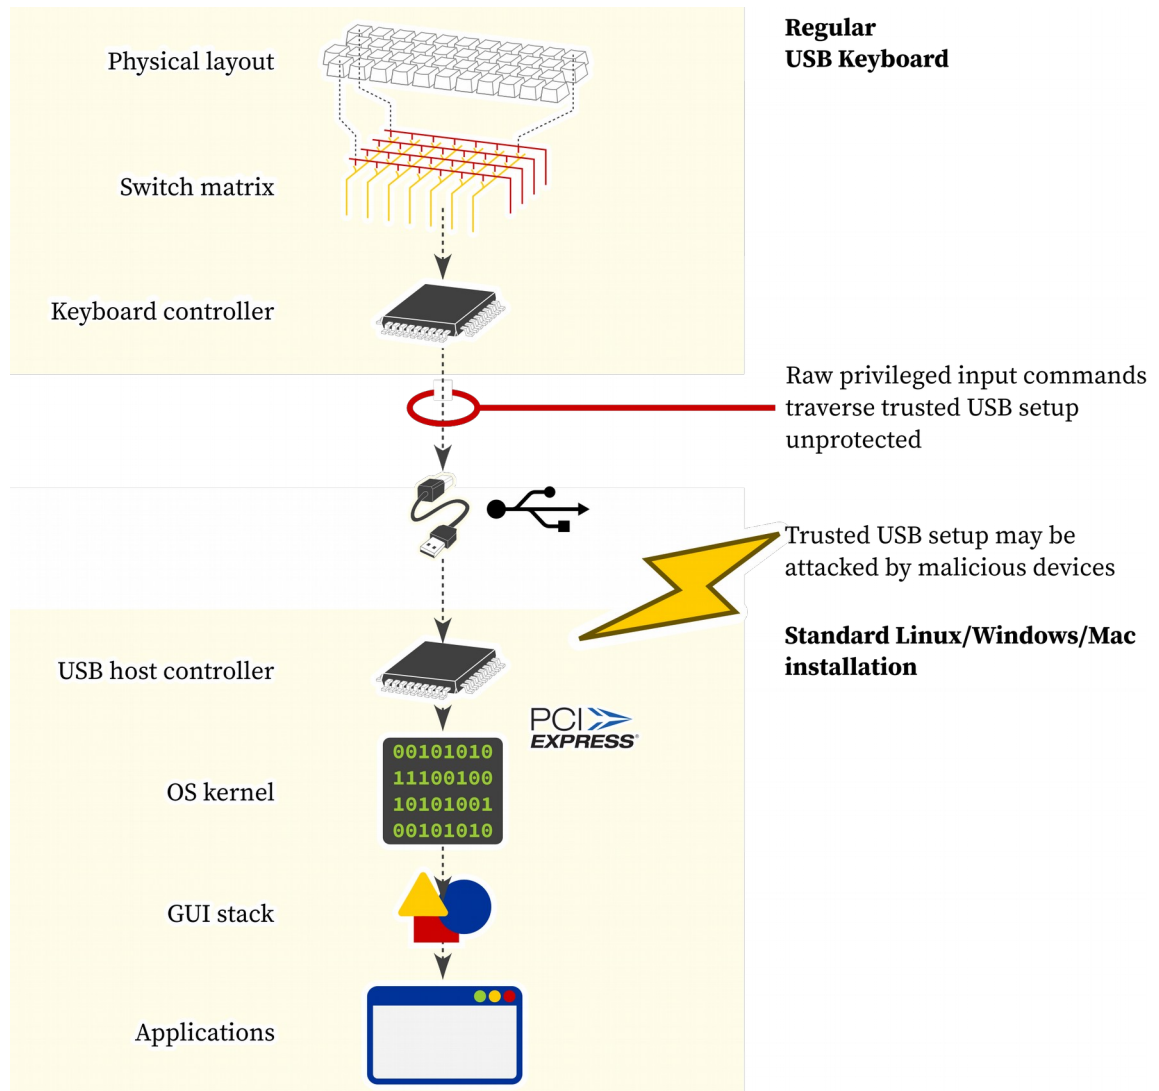 Regular
USB Keyboard
Physical layout
Switch matrix
Keyboard controller
Raw privileged input commands
traverse trusted USB setup
unprotected
Trusted USB setup may be
attacked by malicious devices
Standard Linux/Windows/Mac
installation
USB host controller
PCI
EXPRESS®
00101010
11100100
10101001
00101010
OS kernel
GUI stack
Applications